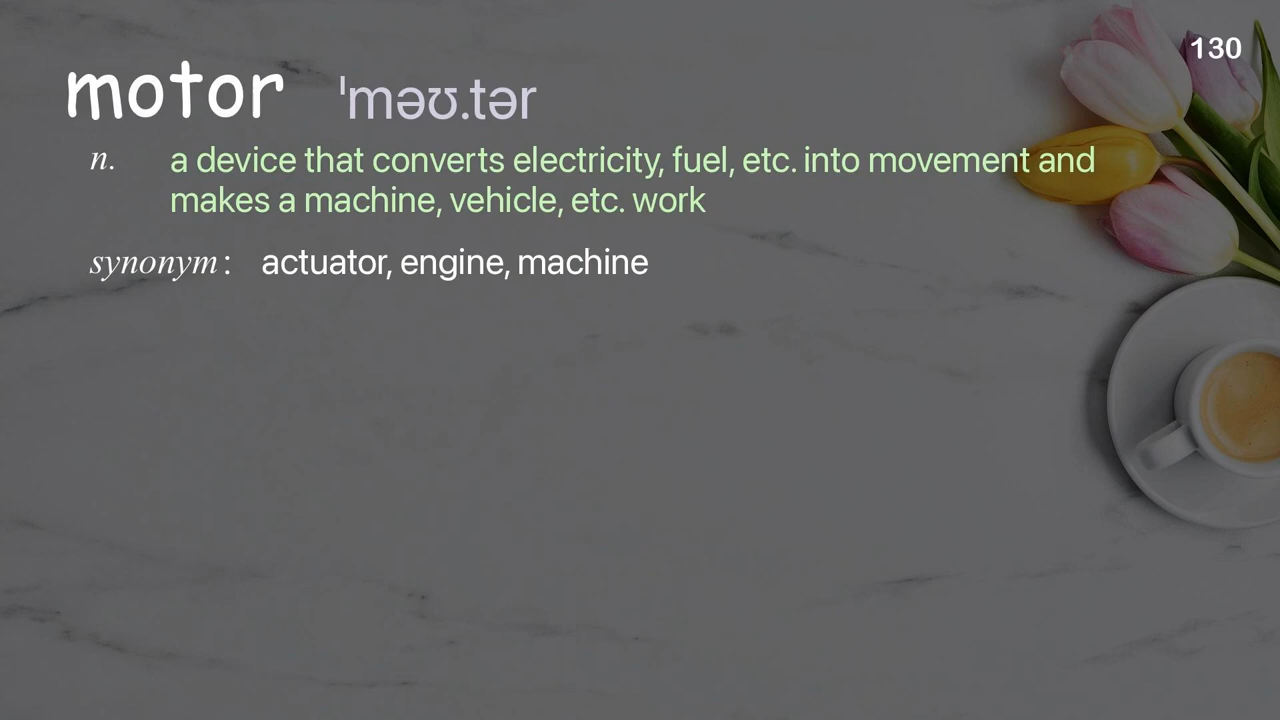 130
motor ˈməʊ.tər
n. a device that converts electricity, fuel, etc. into movement and
makes a machine, vehicle, etc. work
synonym : actuator, engine, machine